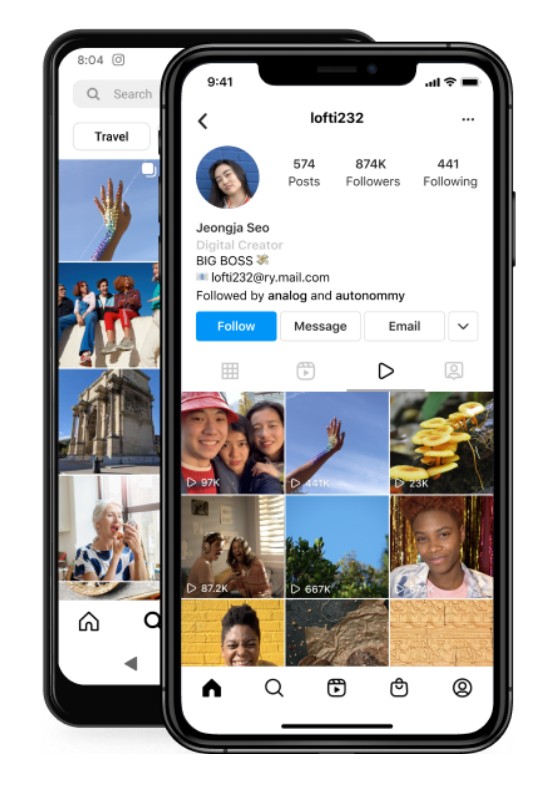 8:04
Search
Travel
9:41
lofti232
574 874K 441
Posts Followers Following
Jeongja Seo
Digital Creator
BIG BOSS
lofti232@ry.mail.com
Followed by analog and autonommy
Follow Message Email
97K 441K 23K
87.2K 667K